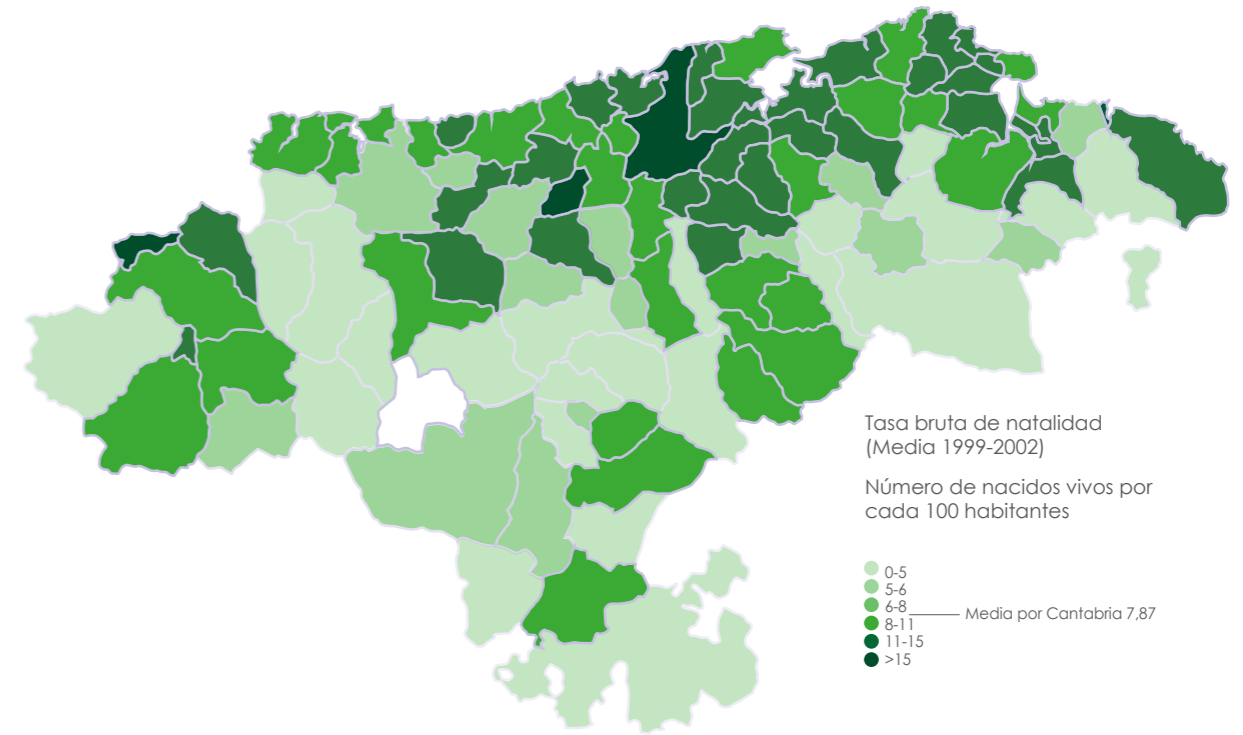 Tasa bruta de natalidad
(Media 1999-2002)
Número de nacidos vivos por
cada 100 habitantes
0-5
5-6
6-8 Media por Cantabria 7,87
8-11
11-15
>15